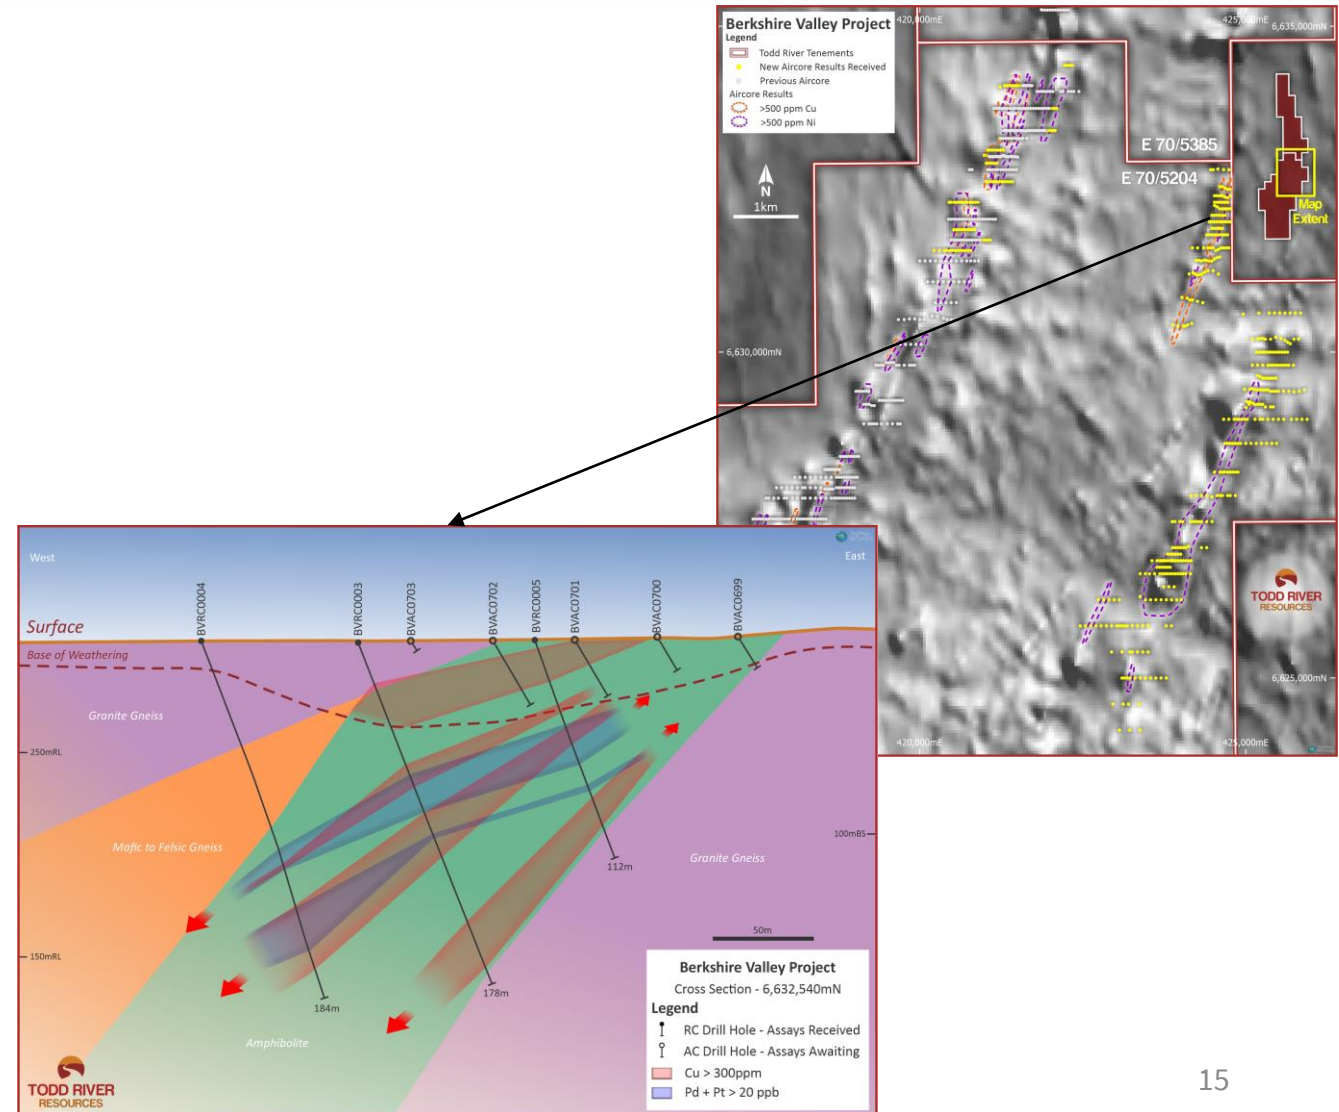 Berkshire Valley Project
Legend
Todd River Tenements
New Aircore Results Received
Previous Aircore
Aircore Results
>500 ppm Cu
>500 ppm Ni
420,000mE
425,000mE
6,635,000mN
E 70/5385
E 70/5204
N
1km
Map
Extent
6,630,000mN
TODD RIVER
RESOURCES
6,625,000mN
420,000mE
425,000mE
West
East
BVRC0004
BVRC0003
BVAC0703
BVAC0702
BVRC0005
BVAC0701
BVAC0700
BVAC0699
Surface
Base of Weathering
Granite Gneiss
250mRL
Mafic to Felsic Gneiss
100mBS
Granite Gneiss
112m
50m
150mRL
178m
184m
Amphibolite
Berkshire Valley Project
Cross Section - 6,632,540mN
Legend
RC Drill Hole - Assays Received
AC Drill Hole - Assays Awaiting
Cu > 300ppm
Pd + Pt > 20 ppb
TODD RIVER
RESOURCES
15